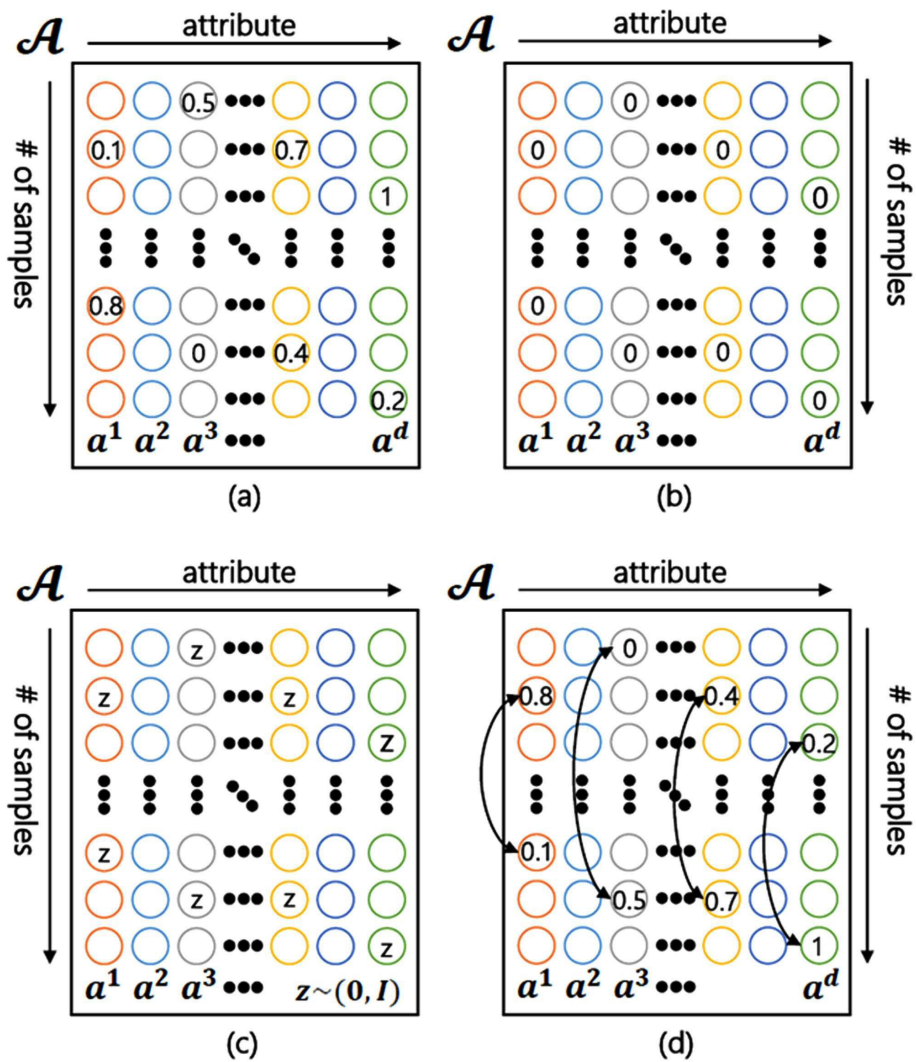 𝒜 attribute
# of samples
0.5
0.1 0.7
1
0.8
0 0.4
0.2
a¹ a² a³ aᵈ
(a)
𝒜 attribute
# of samples
0
0 0
0
0
0 0
0
a¹ a² a³ aᵈ
(b)
𝒜 attribute
# of samples
z
z z
z
z
z z
z
a¹ a² a³ z~(0, I)
(c)
𝒜 attribute
# of samples
0
0.8 0.4
0.2
0.1
0.5 0.7
1
a¹ a² a³ aᵈ
(d)